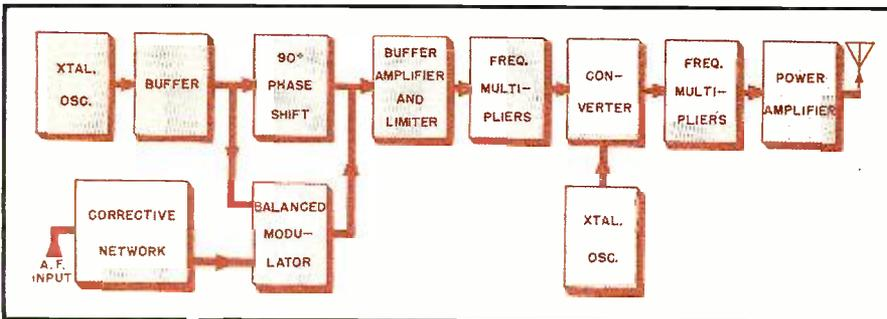 XTAL.
OSC.
BUFFER
90°
PHASE
SHIFT
BUFFER
AMPLIFIER
AND
LIMITER
FREQ.
MULTI-
PLIERS
CON-
VERTER
FREQ.
MULTI-
PLIERS
POWER
AMPLIFIER
CORRECTIVE
NETWORK
BALANCED
MODU-
LATOR
XTAL.
OSC.
A.F.
INPUT